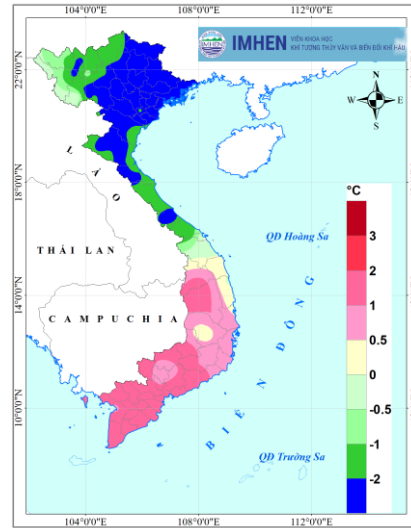 104°0'0"E 108°0'0"E 112°0'0"E
IMHEN VIỆN KHOA HỌC
KHÍ TƯỢNG THỦY VĂN VÀ BIẾN ĐỔI KHÍ HẬU
22°0'0"N
N
W E
S
LÀO
18°0'0"N
°C
QĐ Hoàng Sa
THÁI LAN
3
2
14°0'0"N
1
CAMPUCHIA
0.5
0
-0.5
10°0'0"N
-1
BIỂN ĐÔNG
QĐ Trường Sa
-2
104°0'0"E 108°0'0"E 112°0'0"E